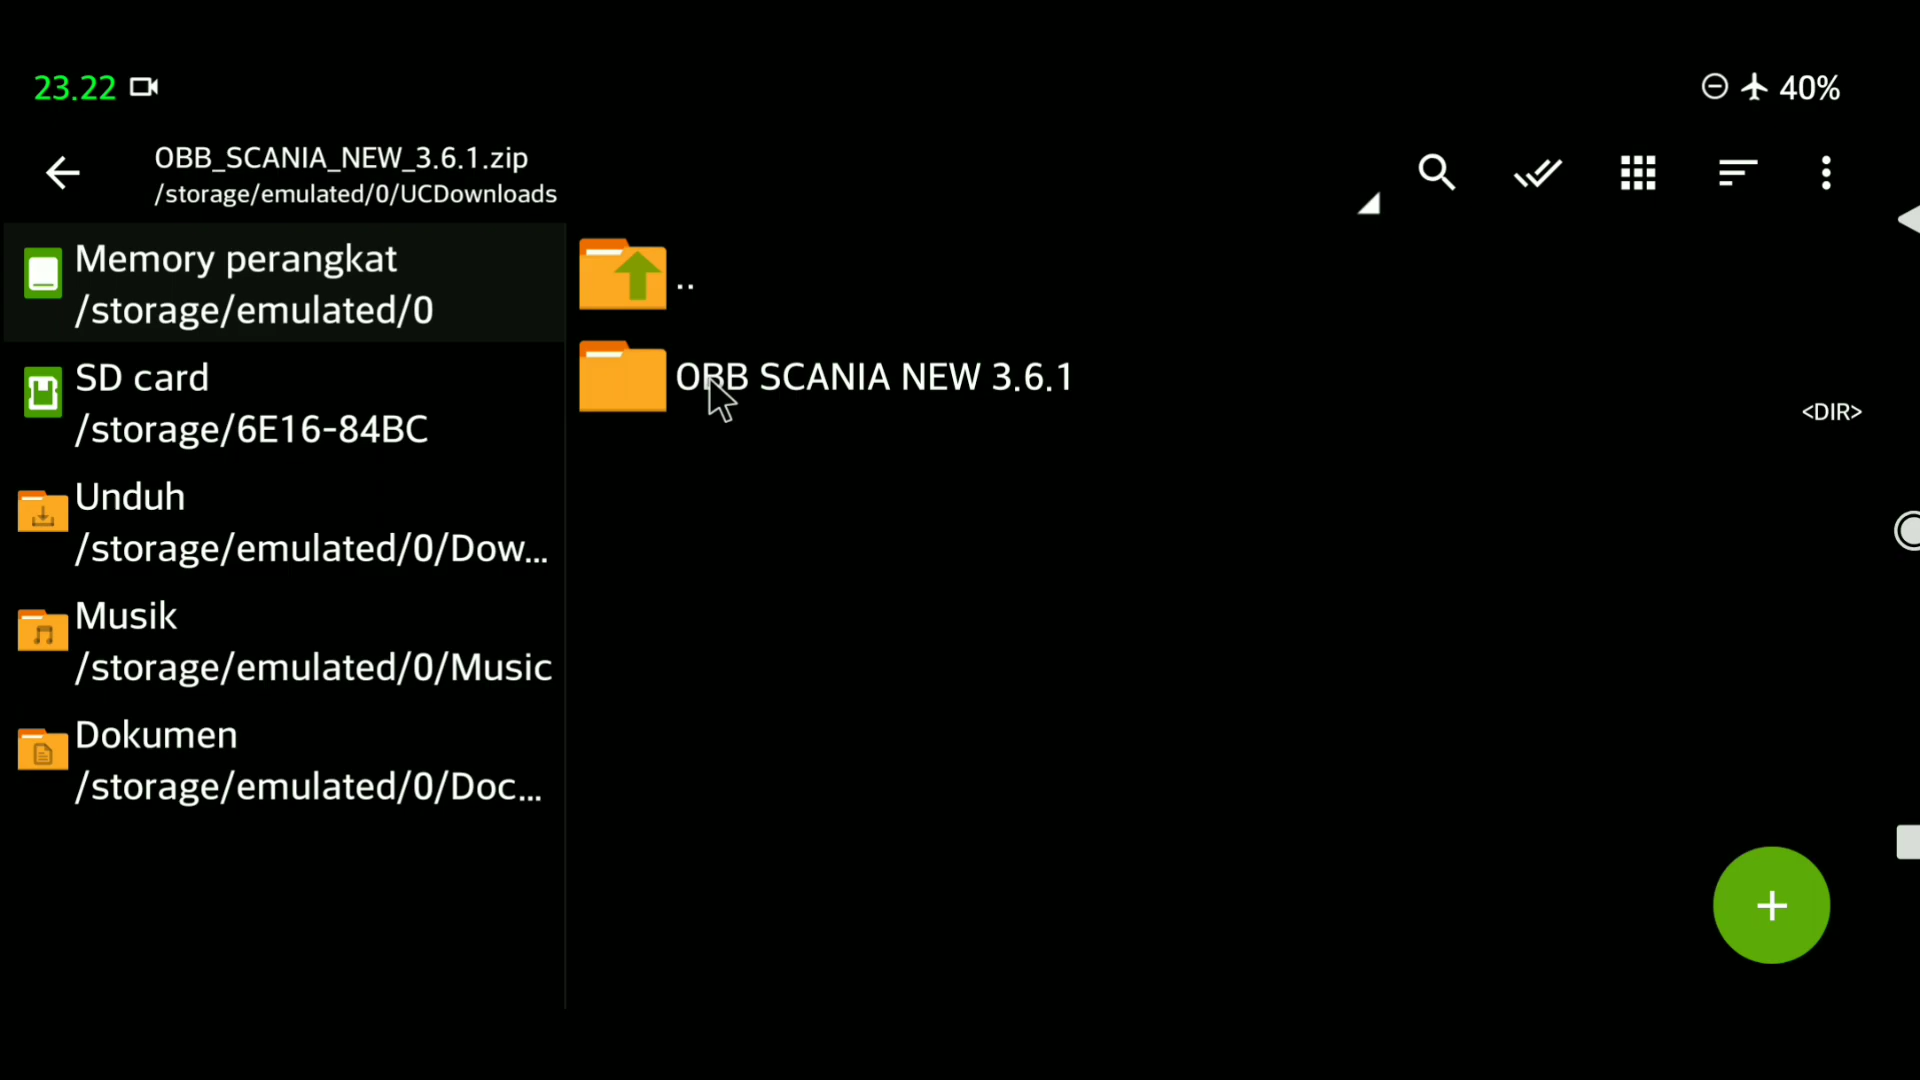 23.22
40%
OBB_SCANIA_NEW_3.6.1.zip
/storage/emulated/0/UCDownloads
Memory perangkat
/storage/emulated/0
SD card
/storage/6E16-84BC
Unduh
/storage/emulated/0/Dow...
Musik
/storage/emulated/0/Music
Dokumen
/storage/emulated/0/Doc...
..
OBB SCANIA NEW 3.6.1
<DIR>